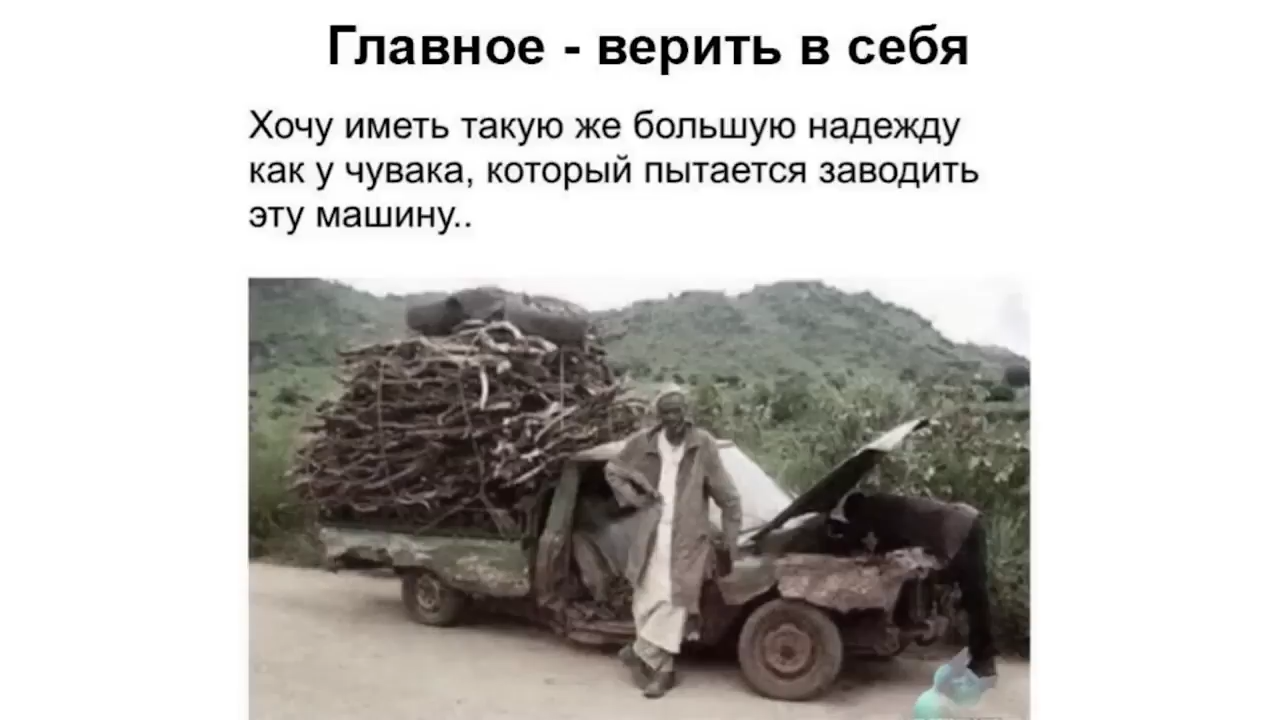 Главное - верить в себя
Хочу иметь такую же большую надежду
как у чувака, который пытается заводить
эту машину..